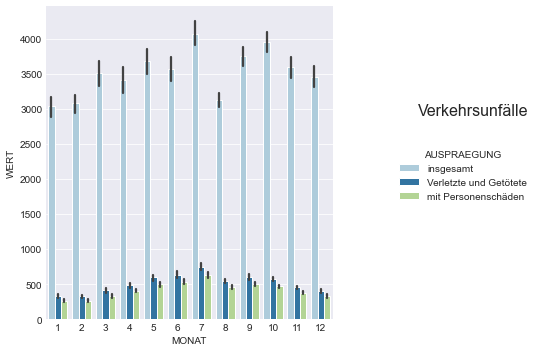 4000
3500
3000
2500
2000
1500
1000
500
0
WERT
1 2 3 4 5 6 7 8 9 10 11 12
MONAT
Verkehrsunfälle
AUSPRAEGUNG
insgesamt
Verletzte und Getötete
mit Personenschäden